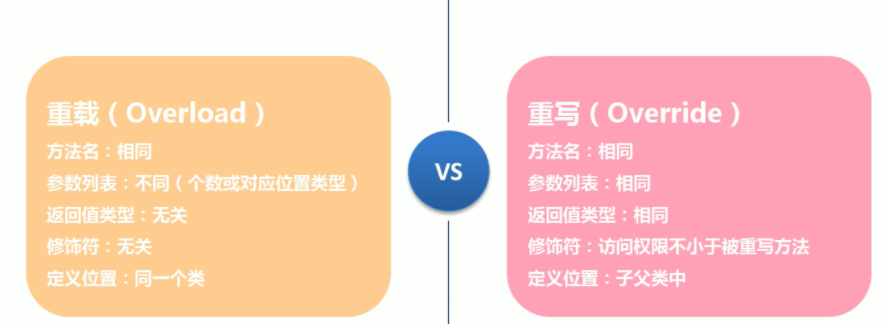 重载（Overload）
方法名：相同
参数列表：不同（个数或对应位置类型）
返回值类型：无关
修饰符：无关
定义位置：同一个类
VS
重写（Override）
方法名：相同
参数列表：相同
返回值类型：相同
修饰符：访问权限不小于被重写方法
定义位置：子父类中